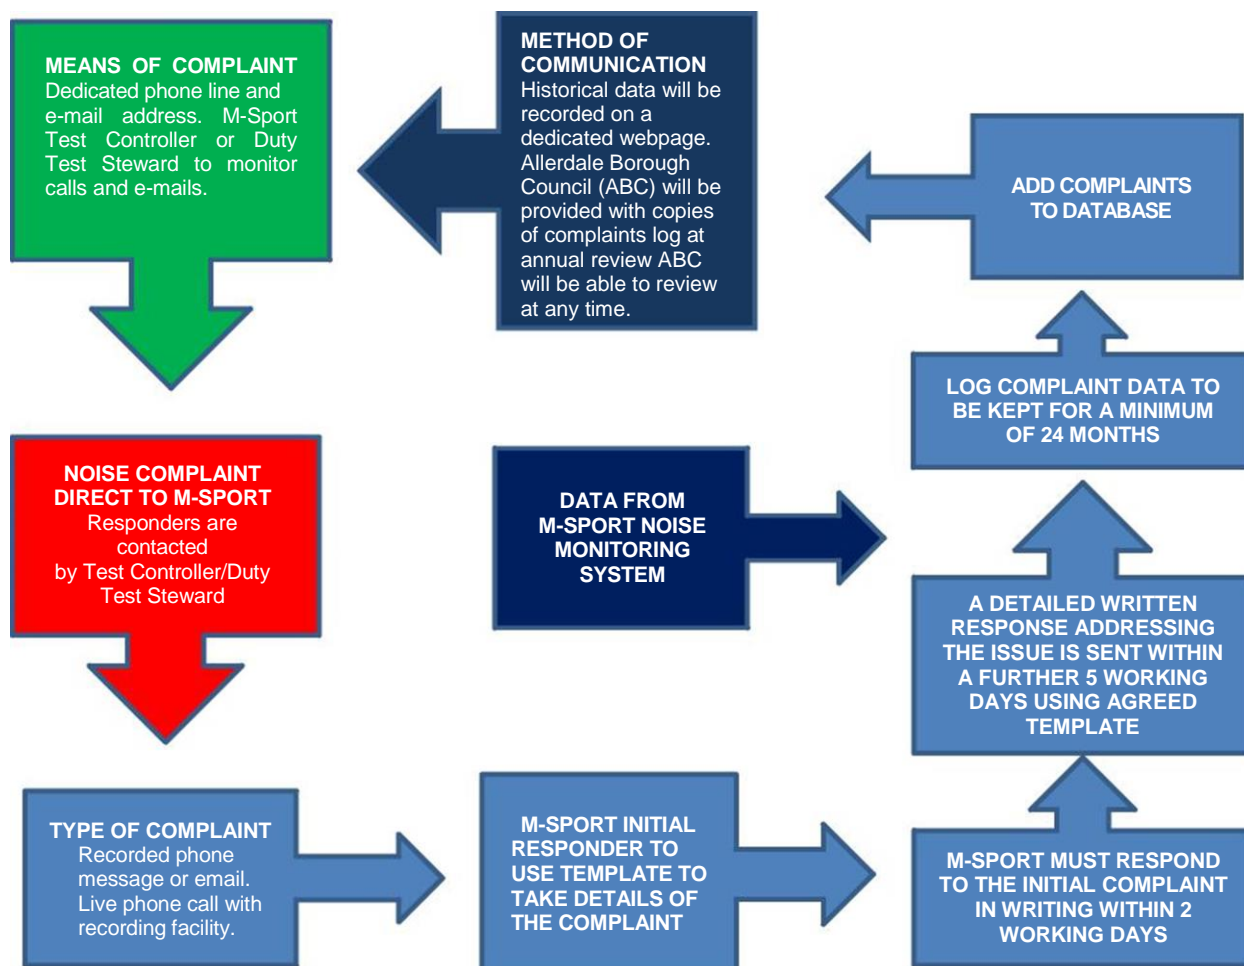 MEANS OF COMPLAINT
Dedicated phone line and
e-mail address. M-Sport
Test Controller or Duty
Test Steward to monitor
calls and e-mails.
METHOD OF
COMMUNICATION
Historical data will be
recorded on a
dedicated webpage.
Allerdale Borough
Council (ABC) will be
provided with copies
of complaints log at
annual review ABC
will be able to review
at any time.
ADD COMPLAINTS
TO DATABASE
LOG COMPLAINT DATA TO
BE KEPT FOR A MINIMUM
OF 24 MONTHS
NOISE COMPLAINT
DIRECT TO M-SPORT
Responders are
contacted
by Test Controller/Duty
Test Steward
DATA FROM
M-SPORT NOISE
MONITORING
SYSTEM
A DETAILED WRITTEN
RESPONSE ADDRESSING
THE ISSUE IS SENT WITHIN
A FURTHER 5 WORKING
DAYS USING AGREED
TEMPLATE
TYPE OF COMPLAINT
Recorded phone
message or email.
Live phone call with
recording facility.
M-SPORT INITIAL
RESPONDER TO
USE TEMPLATE TO
TAKE DETAILS OF
THE COMPLAINT
M-SPORT MUST RESPOND
TO THE INITIAL COMPLAINT
IN WRITING WITHIN 2
WORKING DAYS